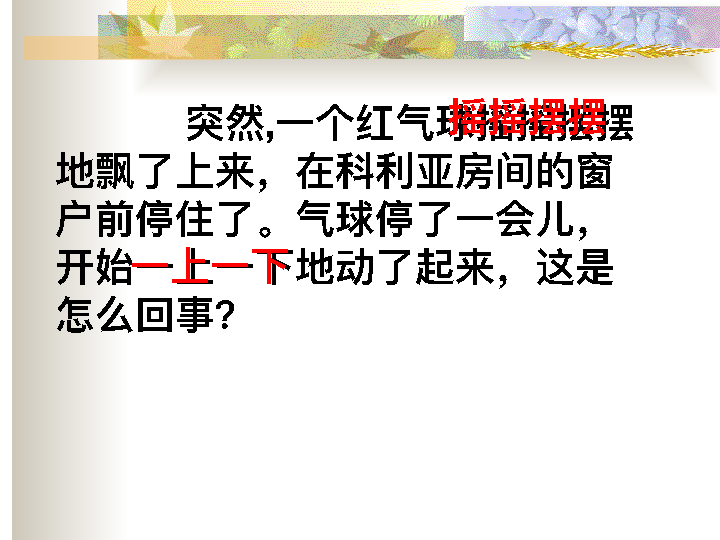 突然,一个红气球摇摇摆摆
地飘了上来，在科利亚房间的窗
户前停住了。气球停了一会儿，
开始一上一下地动了起来，这是
怎么回事?